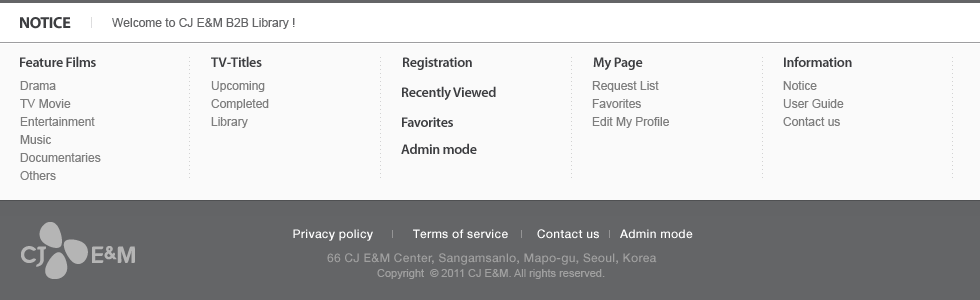 NOTICE Welcome to CJ E&M B2B Library !
Feature Films
Drama
TV Movie
Entertainment
Music
Documentaries
Others
TV-Titles
Upcoming
Completed
Library
Registration
Recently Viewed
Favorites
Admin mode
My Page
Request List
Favorites
Edit My Profile
Information
Notice
User Guide
Contact us
CJ E&M
Privacy policy Terms of service Contact us Admin mode
66 CJ E&M Center, Sangamsanlo, Mapo-gu, Seoul, Korea
Copyright © 2011 CJ E&M. All rights reserved.